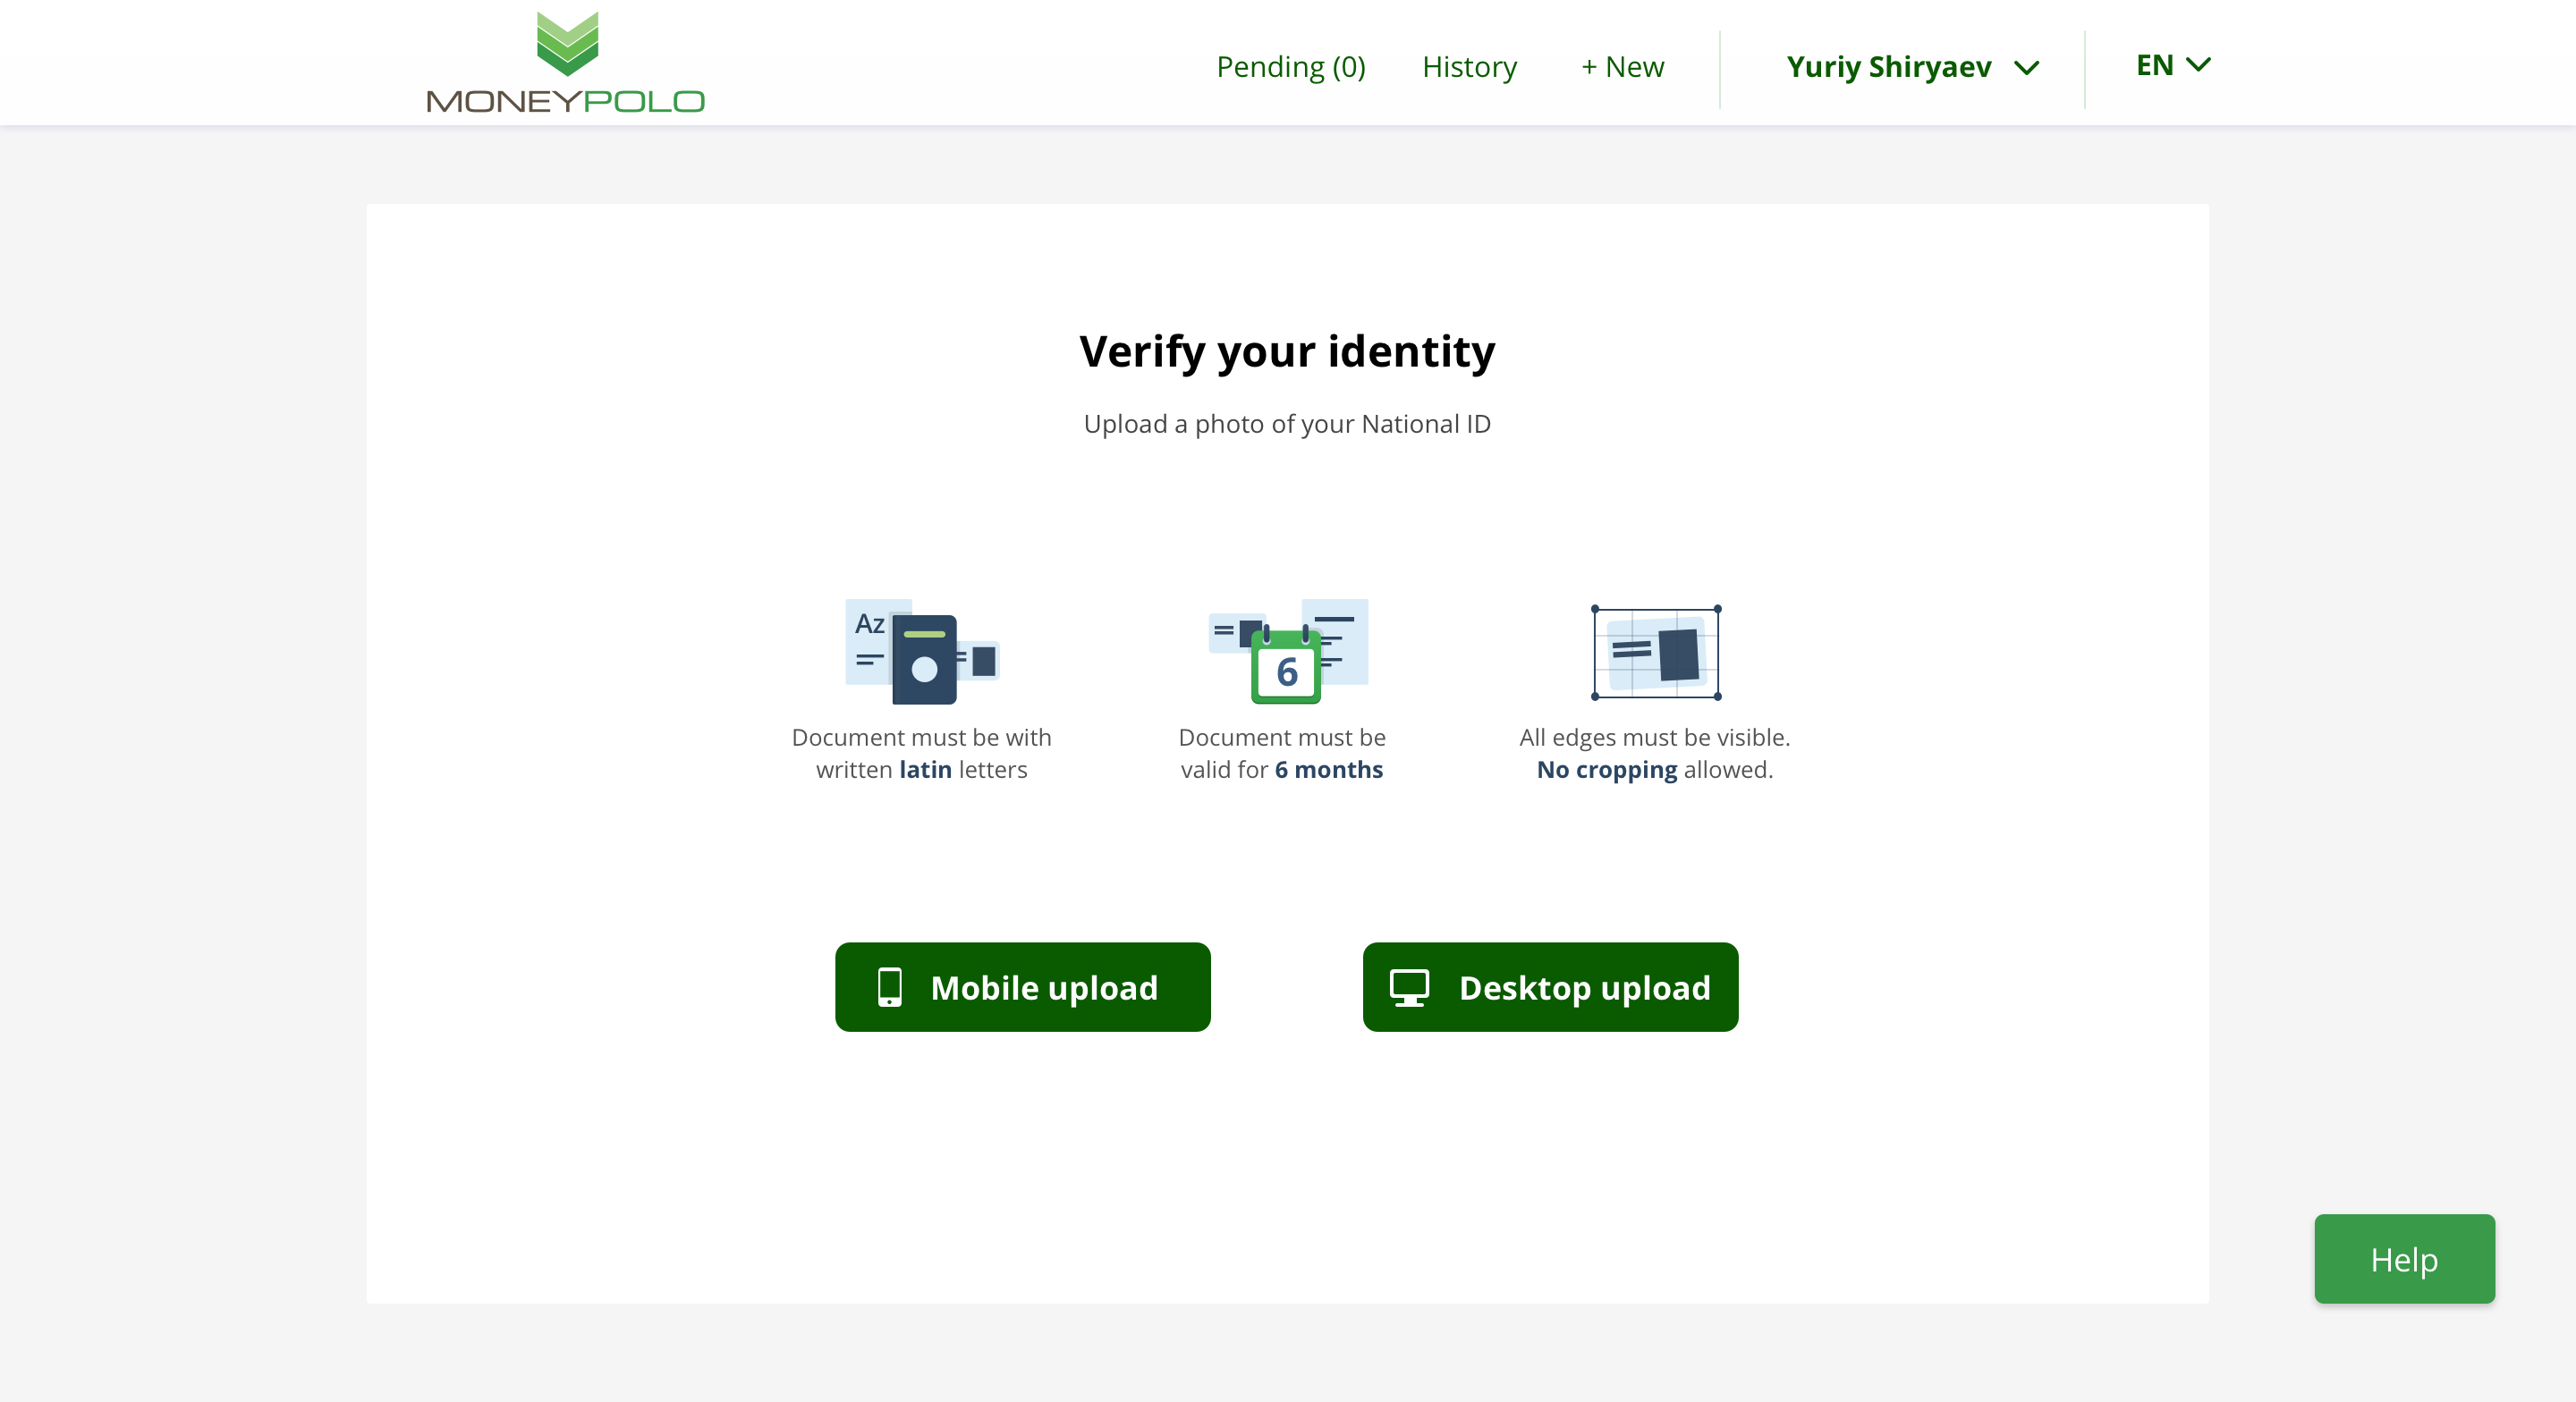 MONEYPOLO
Pending (0) History + New Yuriy Shiryaev EN
Verify your identity
Upload a photo of your National ID
Az
6
Document must be with
written latin letters
Document must be
valid for 6 months
All edges must be visible.
No cropping allowed.
Mobile upload
Desktop upload
Help